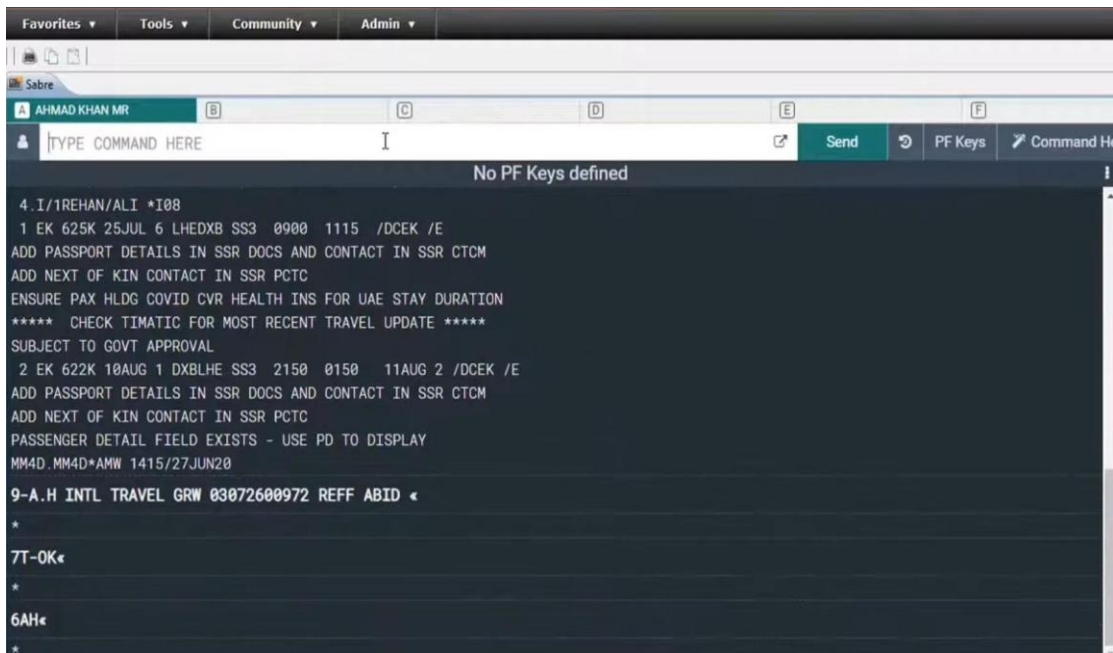 Favorites ▾ Tools ▾ Community ▾ Admin ▾
Sabre
A AHMAD KHAN MR B C D E F
TYPE COMMAND HERE Send PF Keys Command He
No PF Keys defined
4.I/1REHAN/ALI *I08
1 EK 625K 25JUL 6 LHEDXB SS3 0900 1115 /DCEK /E
ADD PASSPORT DETAILS IN SSR DOCS AND CONTACT IN SSR CTCM
ADD NEXT OF KIN CONTACT IN SSR PCTC
ENSURE PAX HLDG COVID CVR HEALTH INS FOR UAE STAY DURATION
***** CHECK TIMATIC FOR MOST RECENT TRAVEL UPDATE *****
SUBJECT TO GOVT APPROVAL
2 EK 622K 10AUG 1 DXBLHE SS3 2150 0150 11AUG 2 /DCEK /E
ADD PASSPORT DETAILS IN SSR DOCS AND CONTACT IN SSR CTCM
ADD NEXT OF KIN CONTACT IN SSR PCTC
PASSENGER DETAIL FIELD EXISTS - USE PD TO DISPLAY
MM4D.MM4D*AMW 1415/27JUN20
9-A.H INTL TRAVEL GRW 03072600972 REFF ABID «
*
7T-OK«
*
6AH«
*